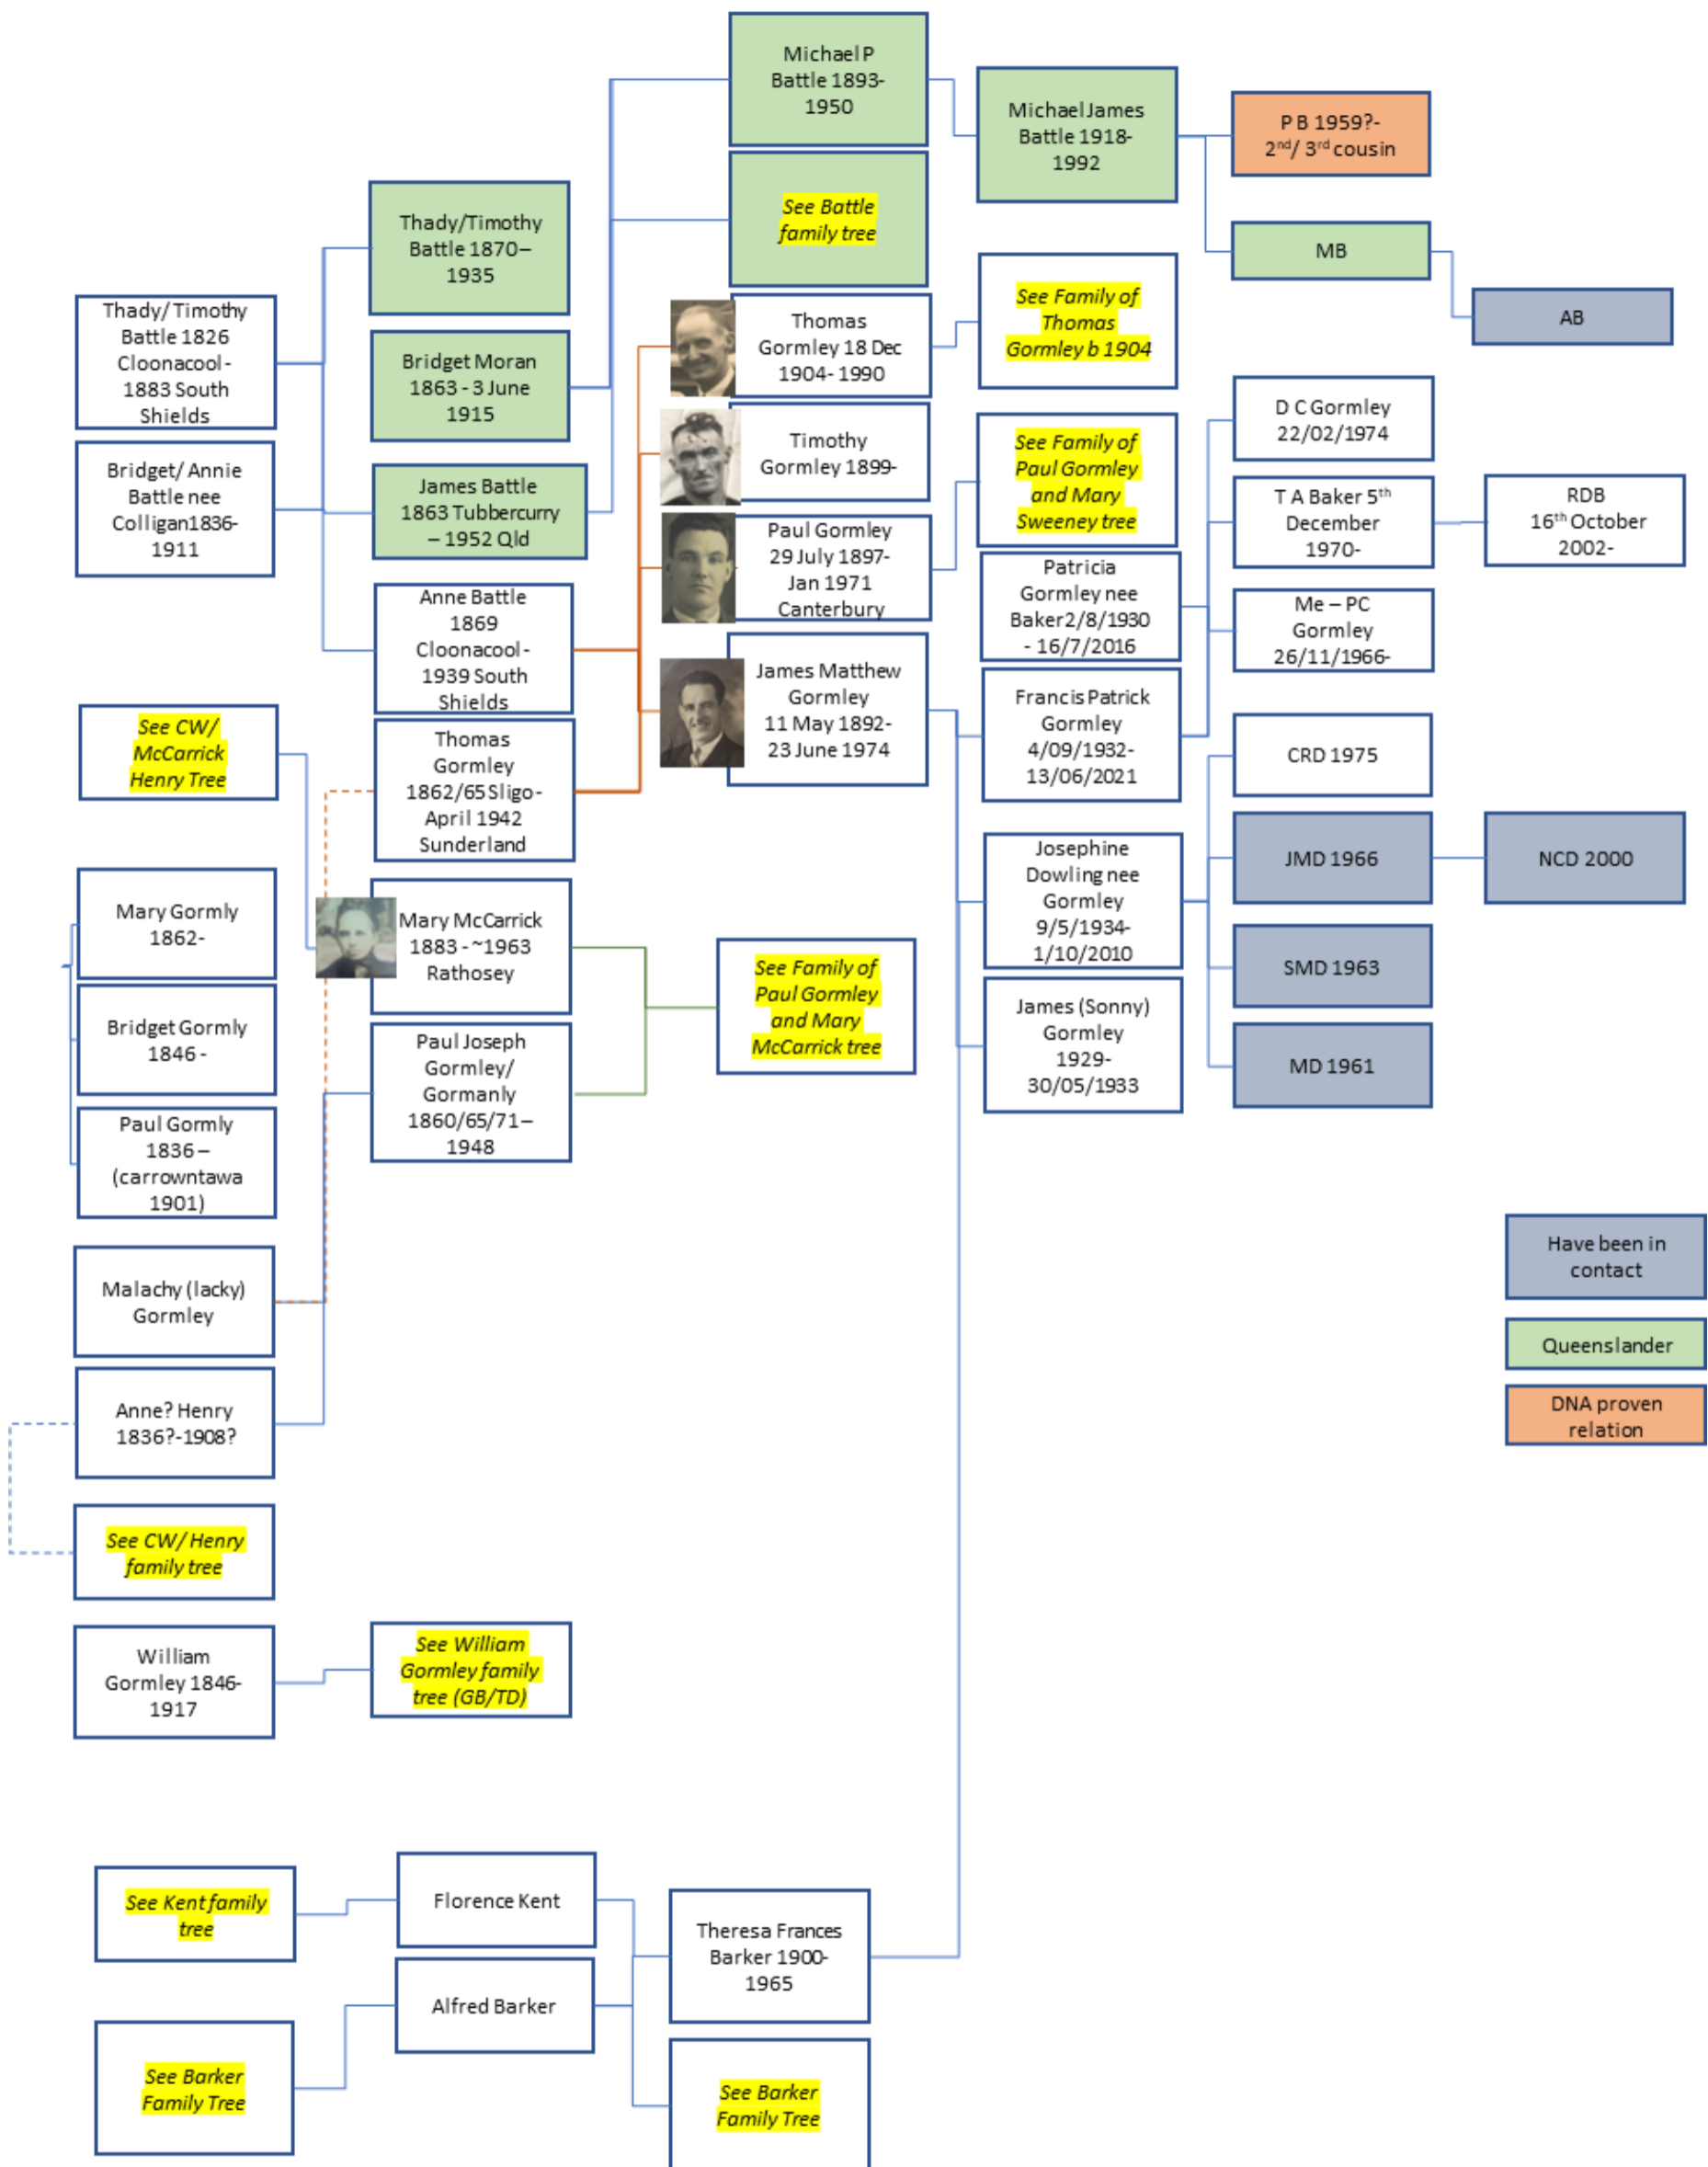 Michael P
Battle 1893-
1950
Michael James
Battle 1918-
1992
P B 1959?-
2nd/ 3rd cousin
See Battle
family tree
MB
AB
Thady/Timothy
Battle 1870–
1935
Bridget Moran
1863 - 3 June
1915
James Battle
1863 Tubbercurry
– 1952 Qld
Thady/ Timothy
Battle 1826
Cloonacool-
1883 South
Shields
Bridget/ Annie
Battle nee
Colligan1836-
1911
Anne Battle
1869
Cloonacool-
1939 South
Shields
Thomas
Gormley
1862/65 Sligo-
April 1942
Sunderland
Thomas
Gormley 18 Dec
1904- 1990
See Family of
Thomas
Gormley b 1904
Timothy
Gormley 1899-
Paul Gormley
29 July 1897-
Jan 1971
Canterbury
See Family of
Paul Gormley
and Mary
Sweeney tree
James Matthew
Gormley
11 May 1892-
23 June 1974
Patricia
Gormley nee
Baker2/8/1930
- 16/7/2016
Francis Patrick
Gormley
4/09/1932-
13/06/2021
D C Gormley
22/02/1974
T A Baker 5th
December
1970-
RDB
16th October
2002-
Me – PC
Gormley
26/11/1966-
Josephine
Dowling nee
Gormley
9/5/1934-
1/10/2010
James (Sonny)
Gormley
1929-
30/05/1933
CRD 1975
JMD 1966
NCD 2000
SMD 1963
MD 1961
See CW/
McCarrick
Henry Tree
Mary McCarrick
1883 - ~1963
Rathosey
Paul Joseph
Gormley/
Gormanly
1860/65/71–
1948
See Family of
Paul Gormley
and Mary
McCarrick tree
Mary Gormly
1862-
Bridget Gormly
1846 -
Paul Gormly
1836 –
(carrowntawa
1901)
Malachy (lacky)
Gormley
Anne? Henry
1836?-1908?
See CW/ Henry
family tree
William
Gormley 1846-
1917
See William
Gormley family
tree (GB/TD)
Have been in
contact
Queenslander
DNA proven
relation
See Kent family
tree
Florence Kent
Alfred Barker
See Barker
Family Tree
Theresa Frances
Barker 1900-
1965
See Barker
Family Tree